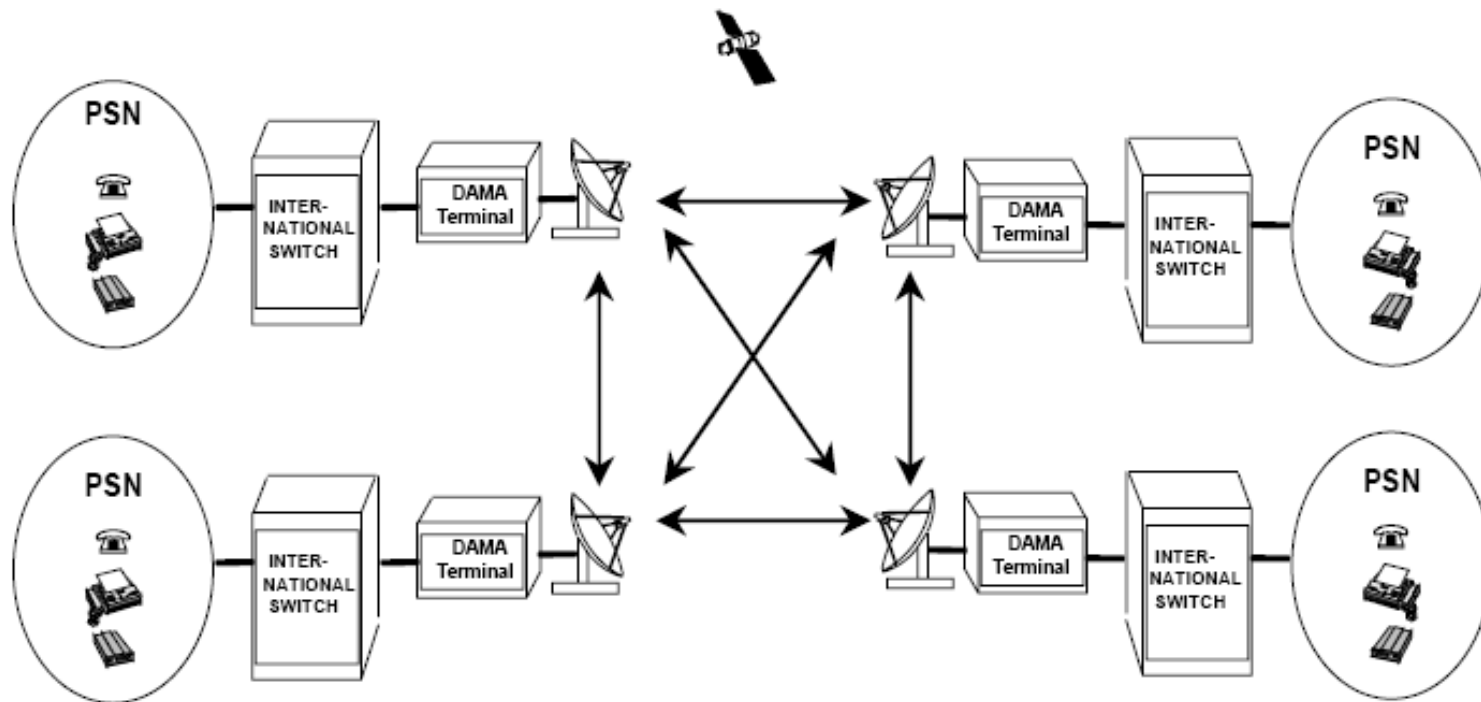 PSN
INTER-
NATIONAL
SWITCH
DAMA
Terminal
DAMA
Terminal
INTER-
NATIONAL
SWITCH
PSN
PSN
INTER-
NATIONAL
SWITCH
DAMA
Terminal
DAMA
Terminal
INTER-
NATIONAL
SWITCH
PSN